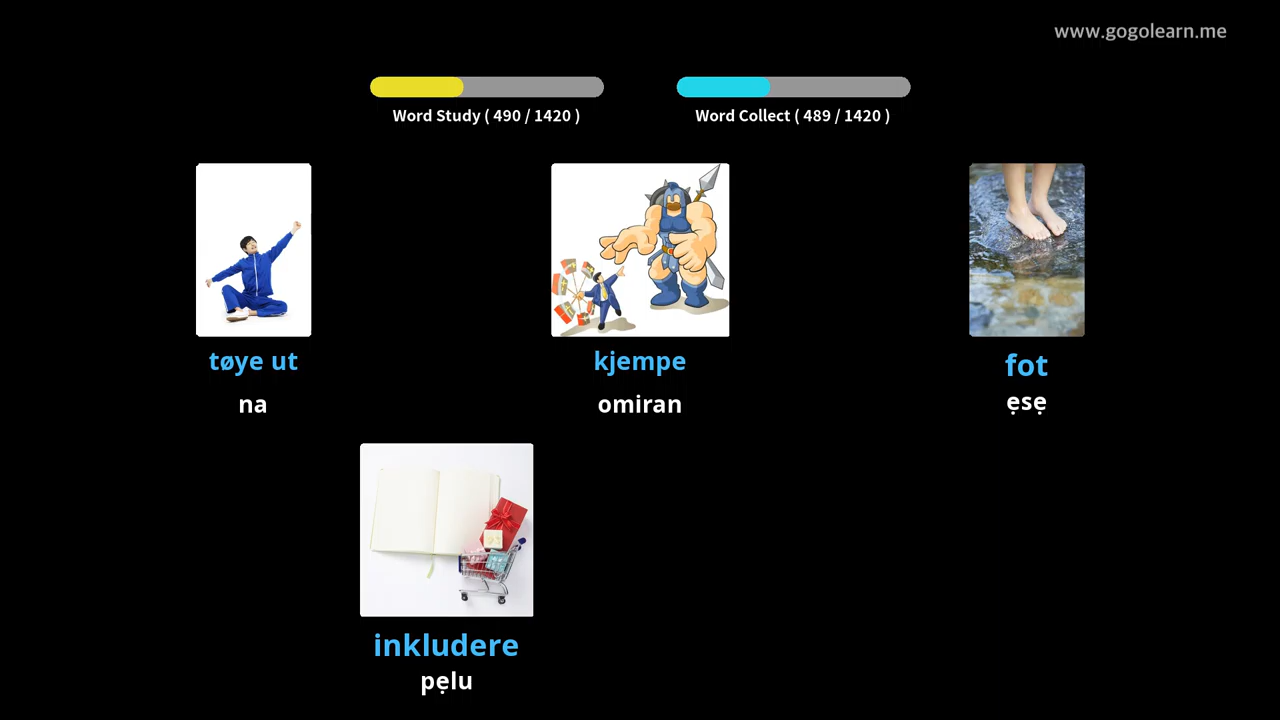 www.gogolearn.me
Word Study ( 490 / 1420 )
Word Collect ( 489 / 1420 )
tøye ut
na
kjempe
omiran
fot
ẹsẹ
inkludere
pẹlu